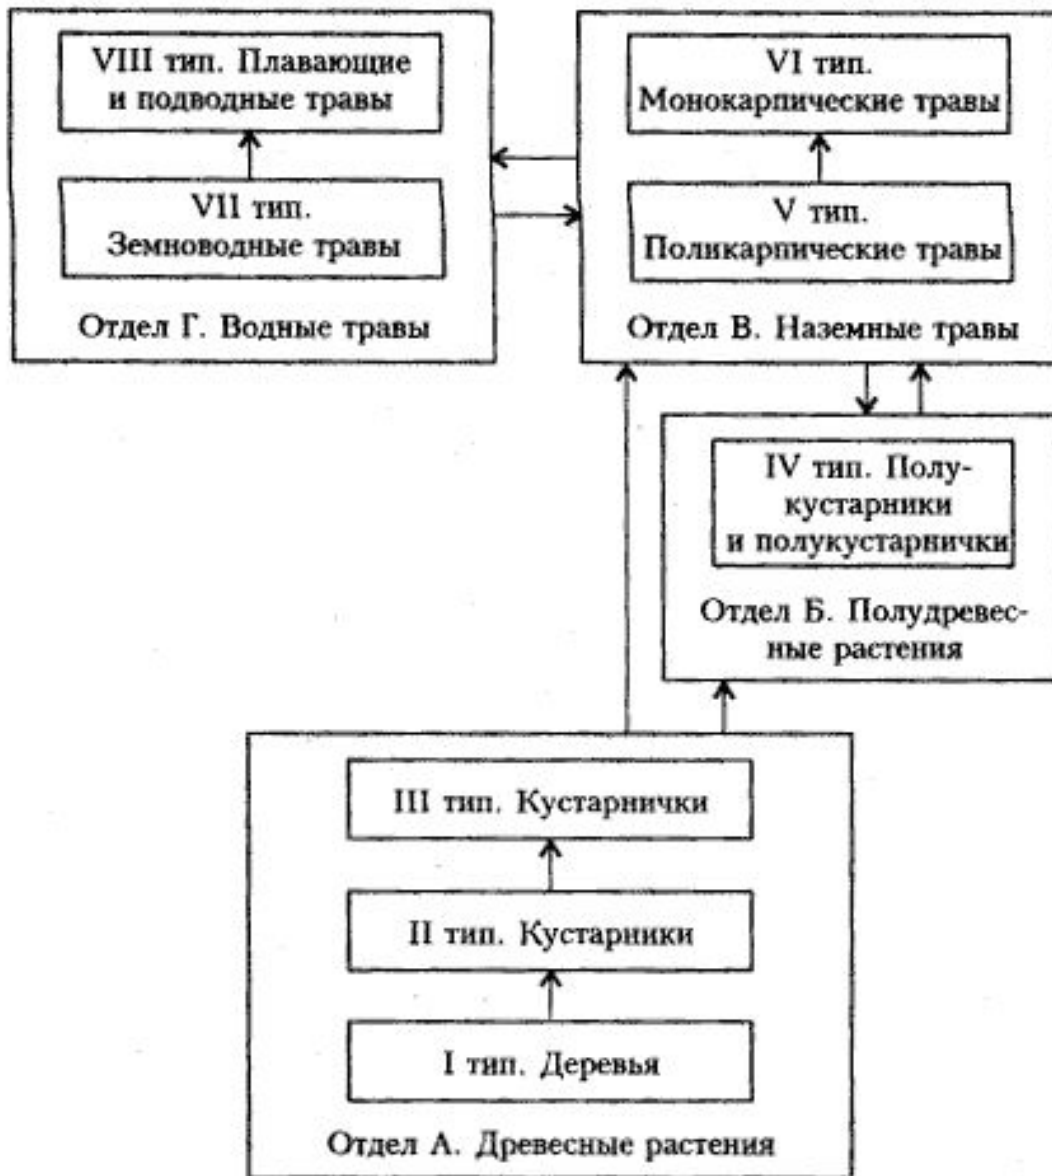 VIII тип. Плавающие
и подводные травы
VII тип.
Земноводные травы
Отдел Г. Водные травы
VI тип.
Монокарпические травы
V тип.
Поликарпические травы
Отдел В. Наземные травы
IV тип. Полу-
кустарники
и полукустарнички
Отдел Б. Полудревес-
ные растения
III тип. Кустарнички
II тип. Кустарники
I тип. Деревья
Отдел А. Древесные растения